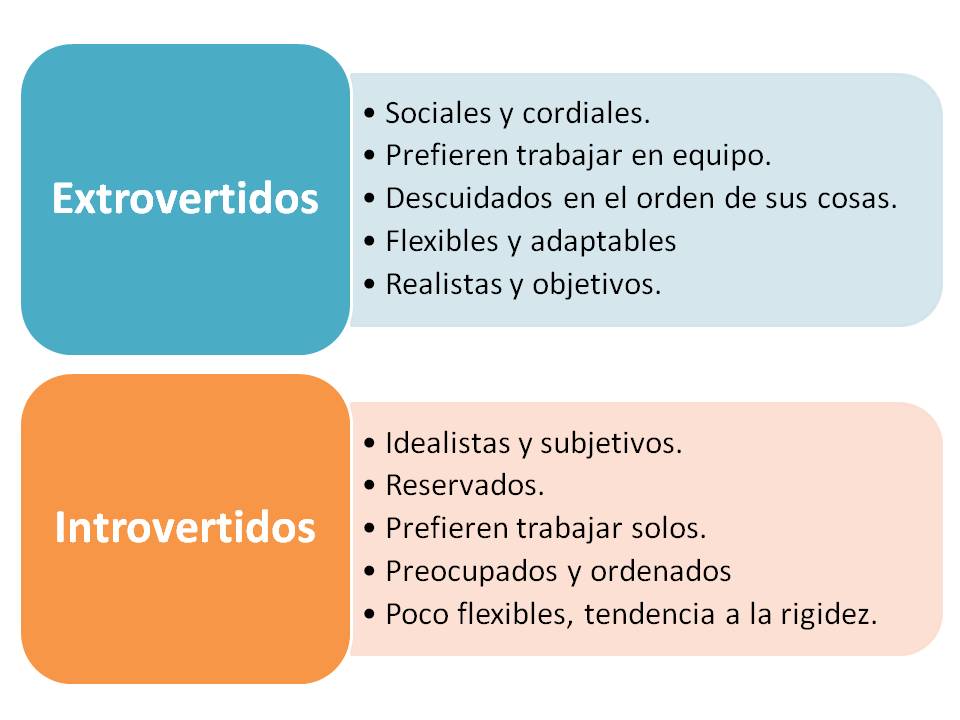 Extrovertidos
• Sociales y cordiales.
• Prefieren trabajar en equipo.
• Descuidados en el orden de sus cosas.
• Flexibles y adaptables
• Realistas y objetivos.
Introvertidos
• Idealistas y subjetivos.
• Reservados.
• Prefieren trabajar solos.
• Preocupados y ordenados
• Poco flexibles, tendencia a la rigidez.